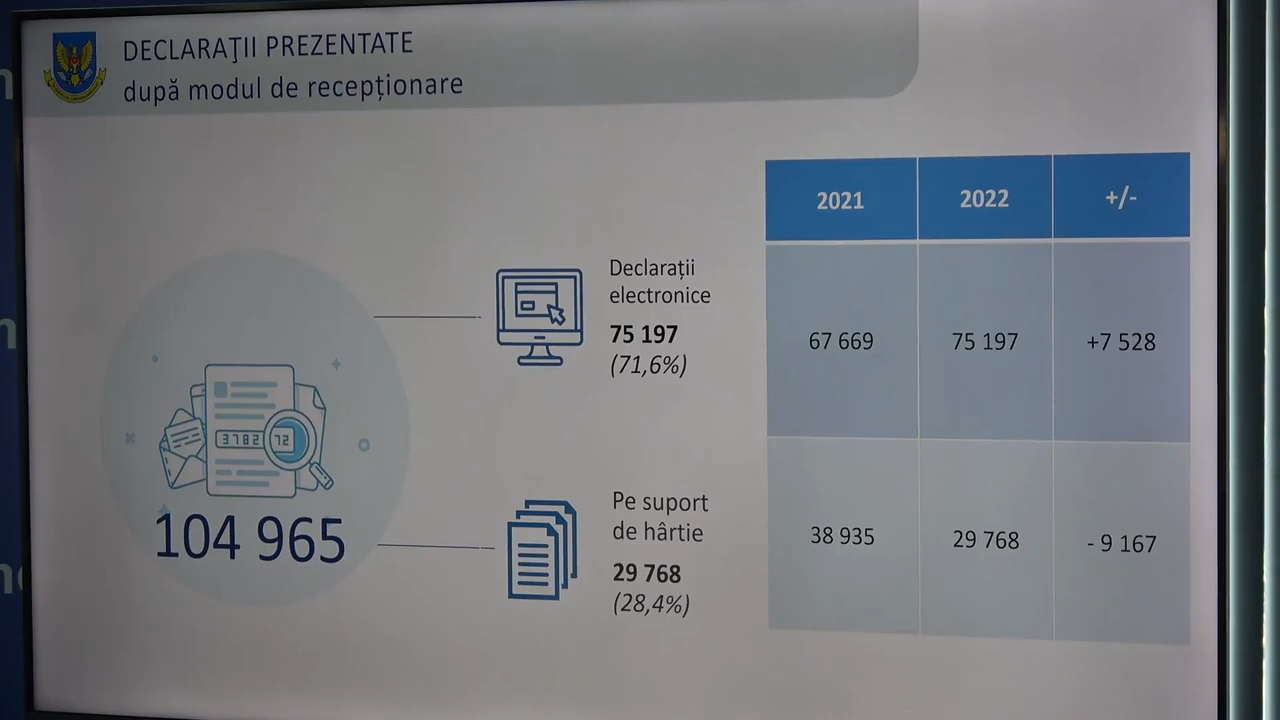 DECLARAŢII PREZENTATE
după modul de recepționare
2021
2022
+/-
Declarații
electronice
75 197
(71,6%)
67 669
75 197
+7 528
3782
72
104 965
Pe suport
de hârtie
29 768
(28,4%)
38 935
29 768
- 9 167